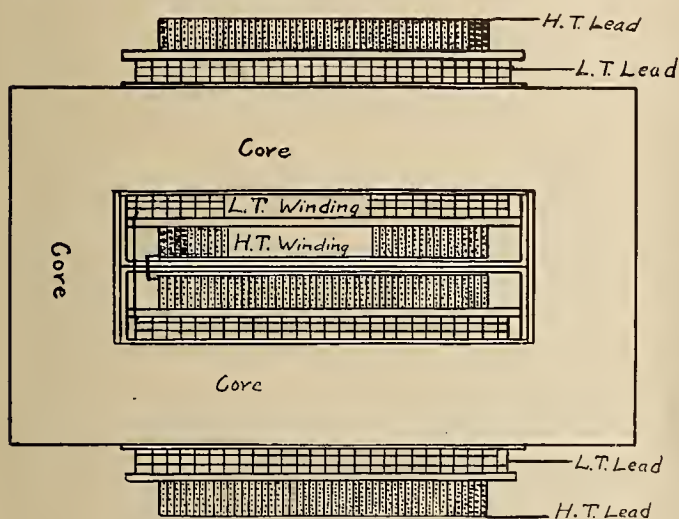 H.T. Lead
L.T. Lead
Core
L.T. Winding
H.T. Winding
Core
Core
L.T. Lead
H.T. Lead